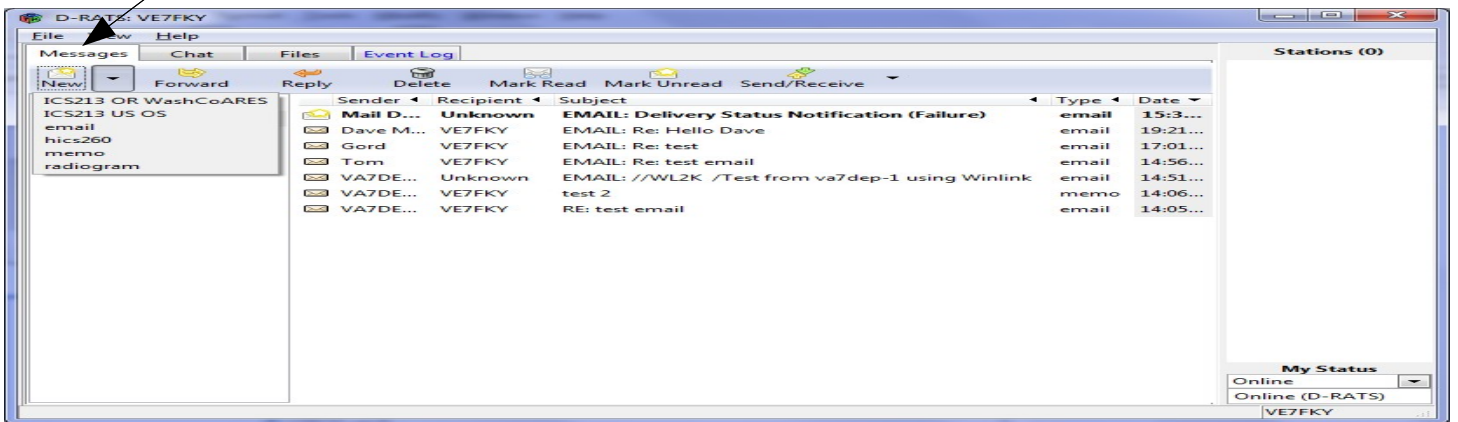 D-RATS: VE7FKY
File View Help
Messages Chat Files Event Log
Stations (0)
New Forward Reply Delete Mark Read Mark Unread Send/Receive
ICS213 OR WashCoARES
ICS213 US OS
email
hics260
memo
radiogram
Sender Recipient Subject Type Date
Mail D... Unknown EMAIL: Delivery Status Notification (Failure) email 15:3...
Dave M... VE7FKY EMAIL: Re: Hello Dave email 19:21...
Gord VE7FKY EMAIL: Re: test email 17:01...
Tom VE7FKY EMAIL: Re: test email email 14:56...
VA7DE... Unknown EMAIL: //WL2K /Test from va7dep-1 using Winlink email 14:51...
VA7DE... VE7FKY test 2 memo 14:06...
VA7DE... VE7FKY RE: test email email 14:05...
My Status
Online
Online (D-RATS)
VE7FKY